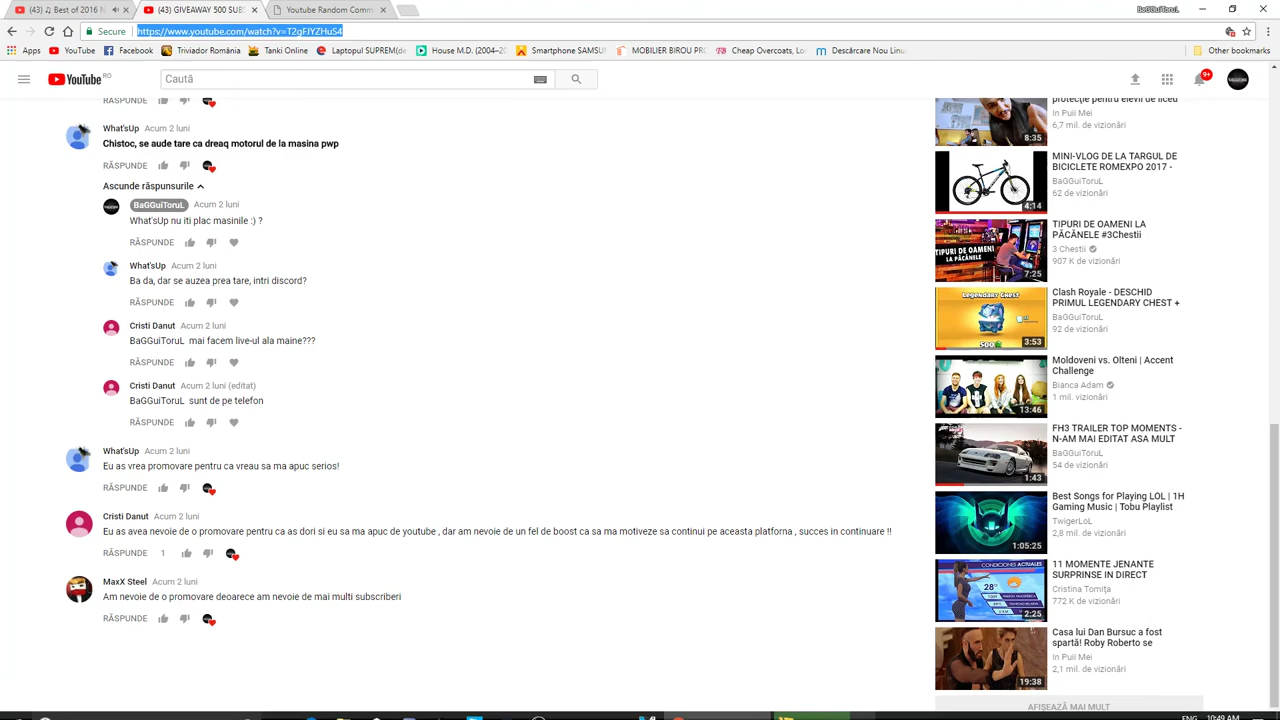 (43) ♫ Best of 2016 N
(43) GIVEAWAY 500 SUBS
Youtube Random Comm
BaGGuiToruL
Secure
https://www.youtube.com/watch?v=T2gFJYZHuS4
Apps
YouTube
Facebook
Triviador România
Tanki Online
Laptopul SUPREM(de
House M.D. (2004–20
Smartphone SAMSU
MOBILIER BIROU PR
Cheap Overcoats, Lo
Descărcare Nou Linu
Other bookmarks
YouTube RO
Caută
9+
RĂSPUNDE
What'sUp Acum 2 luni
Chistoc, se aude tare ca dreaq motorul de la masina pwp
RĂSPUNDE
Ascunde răspunsurile
BaGGuiToruL Acum 2 luni
What'sUp nu iti plac masinile :) ?
RĂSPUNDE
What'sUp Acum 2 luni
Ba da, dar se auzea prea tare, intri discord?
RĂSPUNDE
Cristi Danut Acum 2 luni
BaGGuiToruL mai facem live-ul ala maine???
RĂSPUNDE
Cristi Danut Acum 2 luni (editat)
BaGGuiToruL sunt de pe telefon
RĂSPUNDE
What'sUp Acum 2 luni
Eu as vrea promovare pentru ca vreau sa ma apuc serios!
RĂSPUNDE
Cristi Danut Acum 2 luni
Eu as avea nevoie de o promovare pentru ca as dori si eu sa ma apuc de youtube , dar am nevoie de un fel de boost ca sa ma motiveze sa continui pe aceasta platforna , succes in continuare !!
RĂSPUNDE 1
MaxX Steel Acum 2 luni
Am nevoie de o promovare deoarece am nevoie de mai multi subscriberi
RĂSPUNDE
protecție pentru elevii de liceu
In Puii Mei
6,7 mil. de vizionări
8:35
MINI-VLOG DE LA TARGUL DE
BICICLETE ROMEXPO 2017 -
BaGGuiToruL
62 de vizionări
4:14
TIPURI DE OAMENI LA
PĂCĂNELE #3Chestii
3 Chestii
907 K de vizionări
TIPURI DE OAMENI
LA PĂCĂNELE
7:25
Clash Royale - DESCHID
PRIMUL LEGENDARY CHEST +
BaGGuiToruL
92 de vizionări
Legendary Chest
500
3:53
Moldoveni vs. Olteni | Accent
Challenge
Bianca Adam
1 mil. vizionări
13:46
FH3 TRAILER TOP MOMENTS -
N-AM MAI EDITAT ASA MULT
BaGGuiToruL
54 de vizionări
1:43
Best Songs for Playing LOL | 1H
Gaming Music | Tobu Playlist
TwigerLoL
2,8 mil. de vizionări
1:05:25
11 MOMENTE JENANTE
SURPRINSE IN DIRECT
Cristina Tomița
772 K de vizionări
CONDICIONES ACTUALES
28°
2:25
Casa lui Dan Bursuc a fost
spartă! Roby Roberto se
In Puii Mei
2,1 mil. de vizionări
19:38
AFIȘEAZĂ MAI MULT
ENG 10:49 AM